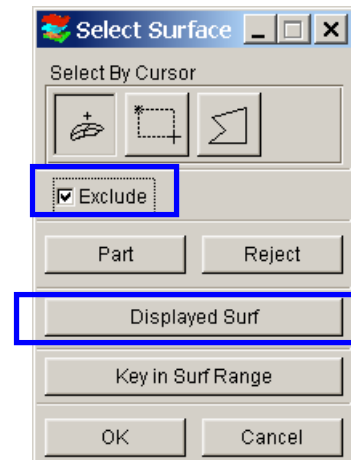 Select Surface
Select By Cursor
Exclude
Part Reject
Displayed Surf
Key in Surf Range
OK Cancel